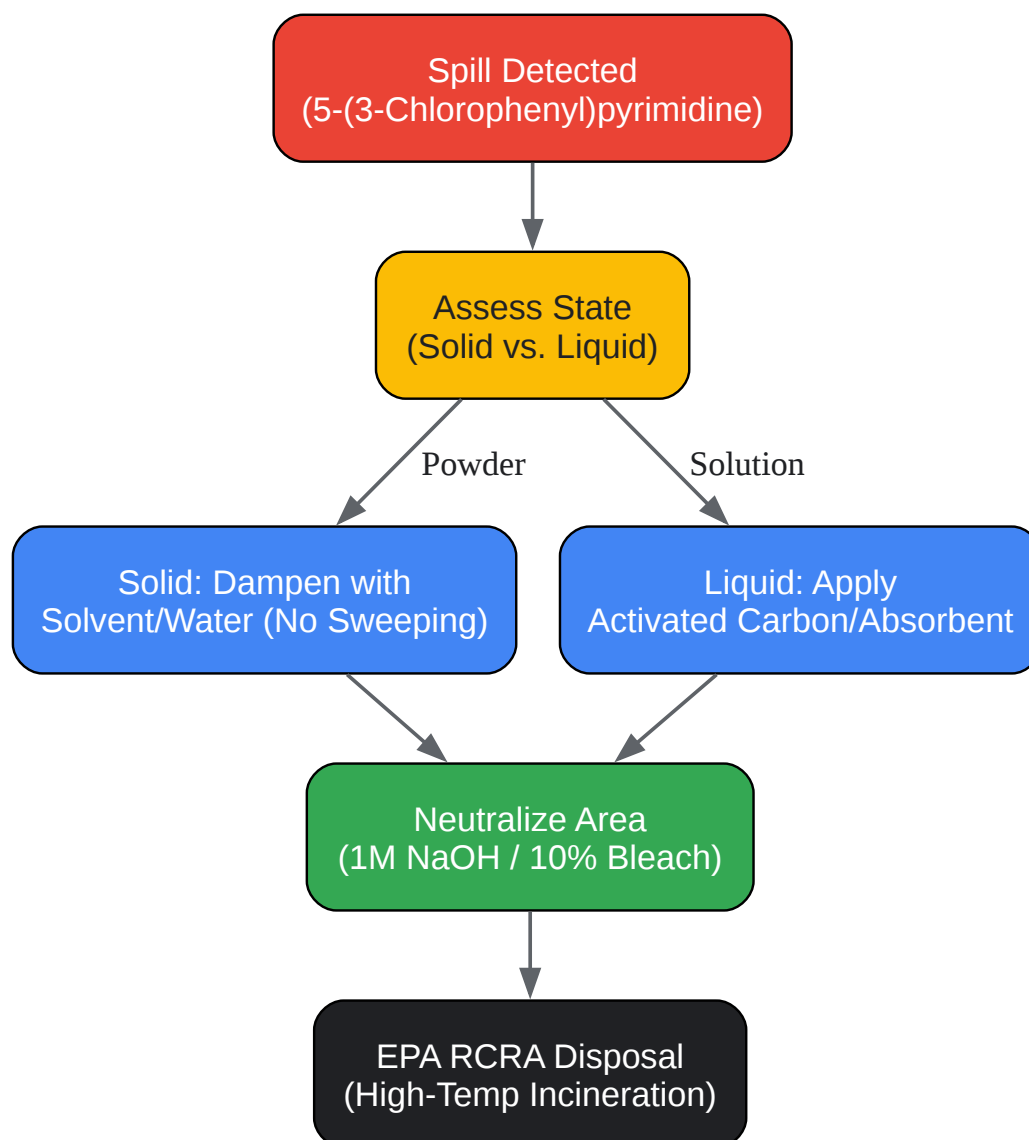 Spill Detected
(5-(3-Chlorophenyl)pyrimidine)
Assess State
(Solid vs. Liquid)
Powder
Solution
Solid: Dampen with
Solvent/Water (No Sweeping)
Liquid: Apply
Activated Carbon/Absorbent
Neutralize Area
(1M NaOH / 10% Bleach)
EPA RCRA Disposal
(High-Temp Incineration)